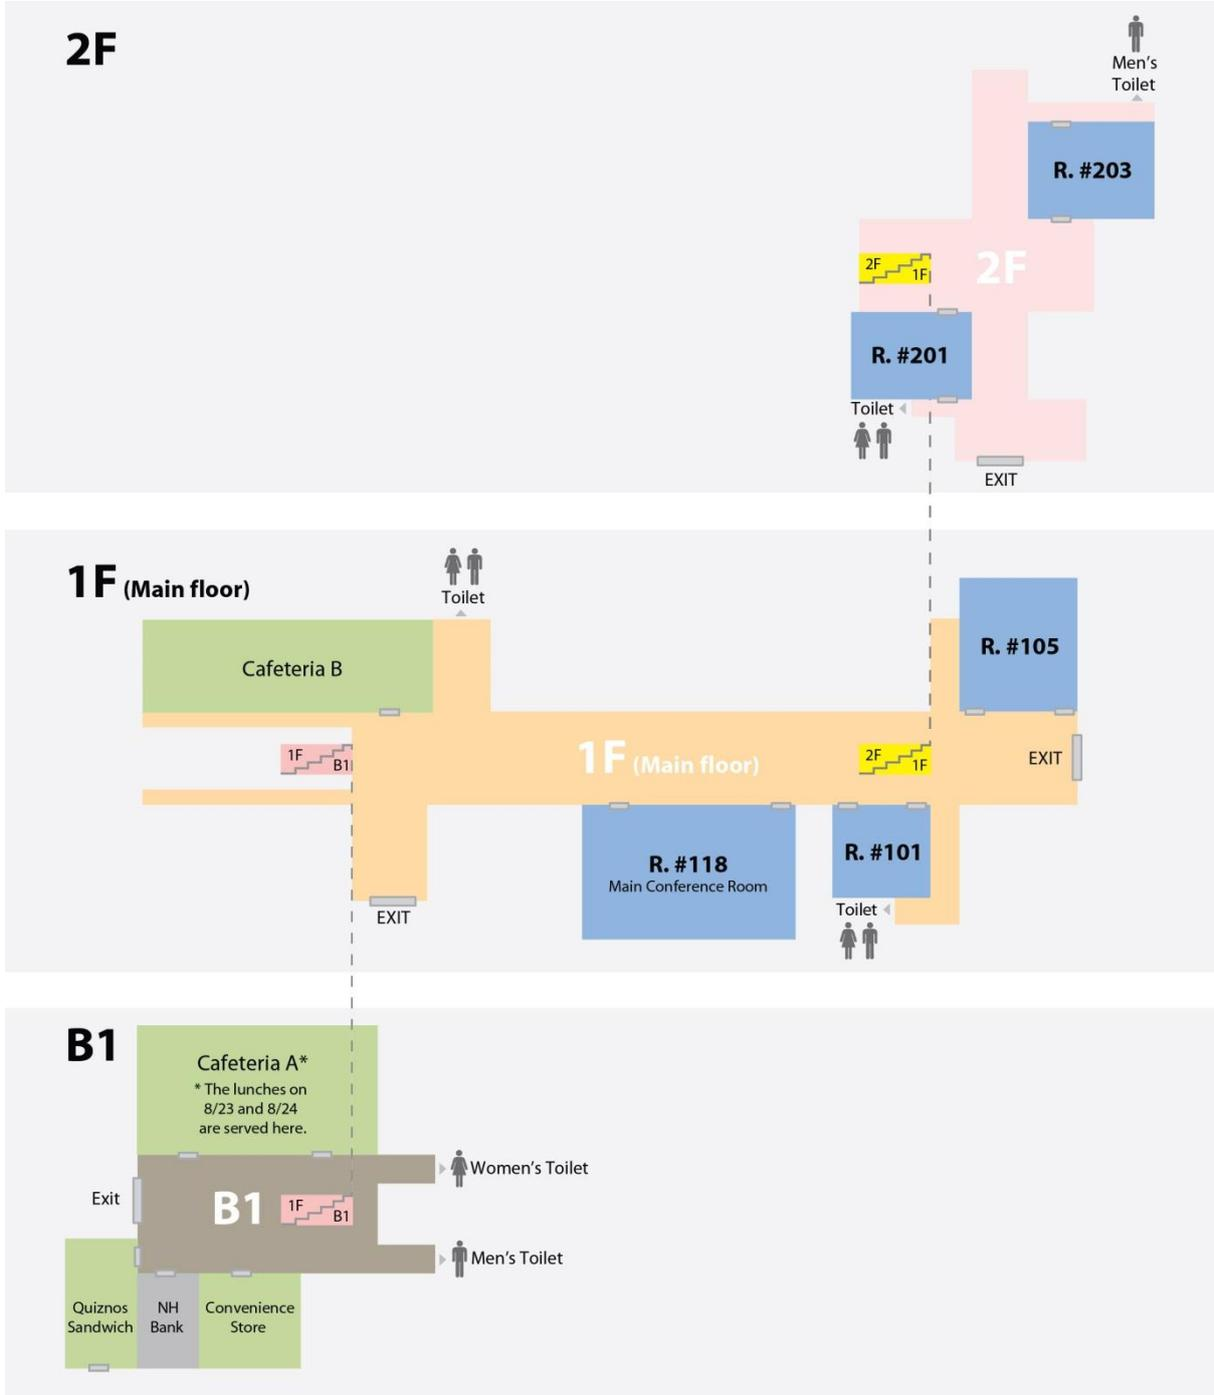 2F
Men's
Toilet
R. #203
2F
2F
1F
R. #201
Toilet
EXIT
1F (Main floor)
Toilet
Cafeteria B
R. #105
1F
B1
1F (Main floor)
2F
1F
EXIT
R. #118
Main Conference Room
R. #101
EXIT
Toilet
B1
Cafeteria A*
* The lunches on
8/23 and 8/24
are served here.
Women's Toilet
Exit
B1
1F
B1
Men's Toilet
Quiznos
Sandwich
NH
Bank
Convenience
Store